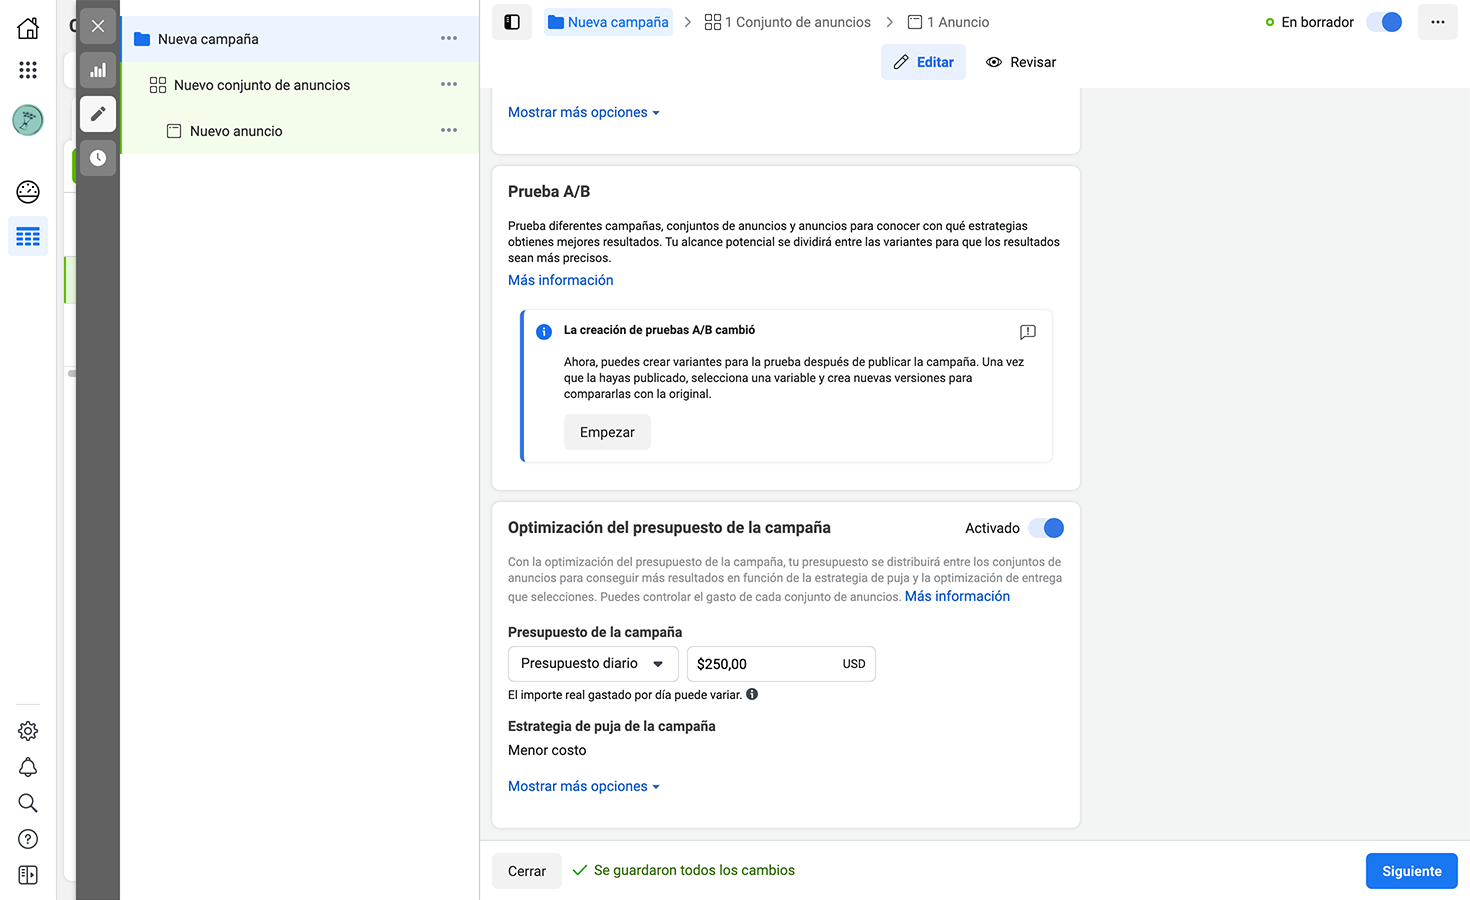 Nueva campaña
Nuevo conjunto de anuncios
Nuevo anuncio
Nueva campaña > 1 Conjunto de anuncios > 1 Anuncio
En borrador
Editar
Revisar
Mostrar más opciones
Prueba A/B
Prueba diferentes campañas, conjuntos de anuncios y anuncios para conocer con qué estrategias
obtienes mejores resultados. Tu alcance potencial se dividirá entre las variantes para que los resultados
sean más precisos.
Más información
La creación de pruebas A/B cambió
Ahora, puedes crear variantes para la prueba después de publicar la campaña. Una vez
que la hayas publicado, selecciona una variable y crea nuevas versiones para
compararlas con la original.
Empezar
Optimización del presupuesto de la campaña
Activado
Con la optimización del presupuesto de la campaña, tu presupuesto se distribuirá entre los conjuntos de
anuncios para conseguir más resultados en función de la estrategia de puja y la optimización de entrega
que selecciones. Puedes controlar el gasto de cada conjunto de anuncios. Más información
Presupuesto de la campaña
Presupuesto diario
$250,00 USD
El importe real gastado por día puede variar.
Estrategia de puja de la campaña
Menor costo
Mostrar más opciones
Cerrar
Se guardaron todos los cambios
Siguiente